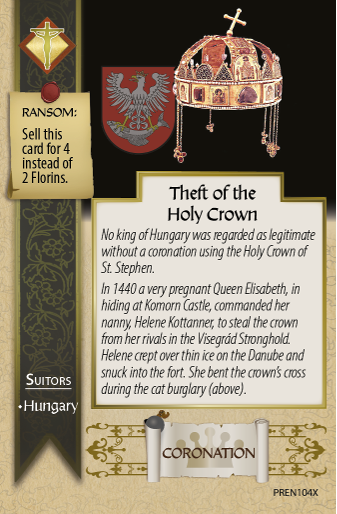 RANSOM:
Sell this
card for 4
instead of
2 Florins.
Theft of the
Holy Crown
No king of Hungary was regarded as legitimate
without a coronation using the Holy Crown of
St. Stephen.
In 1440 a very pregnant Queen Elisabeth, in
hiding at Komorn Castle, commanded her
nanny, Helene Kottanner, to steal the crown
from her rivals in the Visegrád Stronghold.
Helene crept over thin ice on the Danube and
snuck into the fort. She bent the crown's cross
during the cat burglary (above).
SUITORS
•Hungary
CORONATION
PREN104X